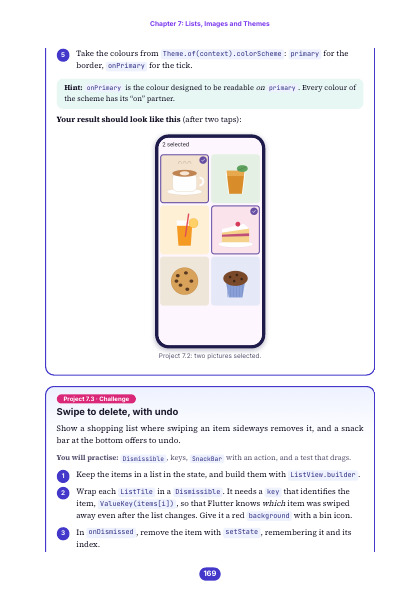 Chapter 7: Lists, Images and Themes
5 Take the colours from Theme.of(context).colorScheme: primary for the
border, onPrimary for the tick.
Hint: onPrimary is the colour designed to be readable on primary. Every colour of
the scheme has its “on” partner.
Your result should look like this (after two taps):
2 selected
Project 7.2: two pictures selected.
Project 7.3 · Challenge
Swipe to delete, with undo
Show a shopping list where swiping an item sideways removes it, and a snack
bar at the bottom offers to undo.
You will practise: Dismissible, keys, SnackBar with an action, and a test that drags.
1 Keep the items in a list in the state, and build them with ListView.builder.
2 Wrap each ListTile in a Dismissible. It needs a key that identifies the
item, ValueKey(items[i]), so that Flutter knows which item was swiped
away even after the list changes. Give it a red background with a bin icon.
3 In onDismissed, remove the item with setState, remembering it and its
index.
169